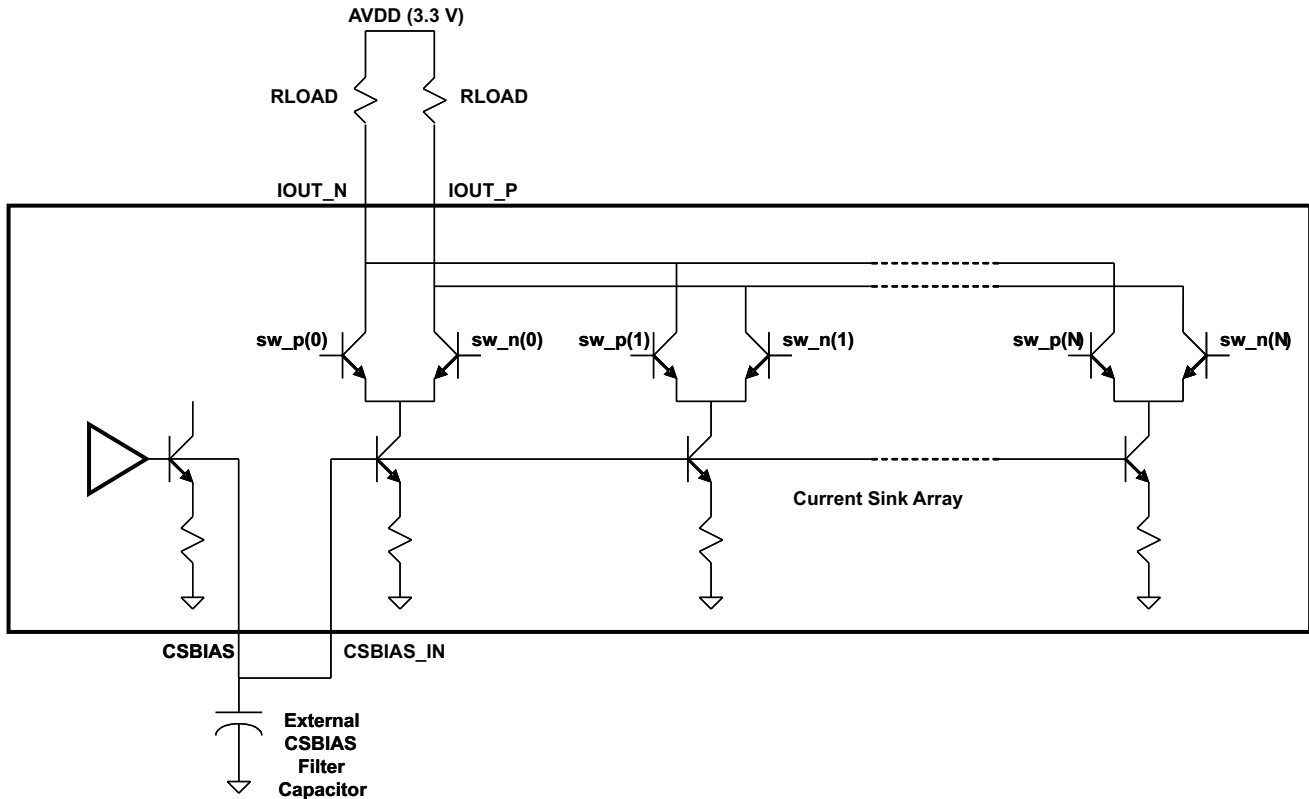 AVDD (3.3 V)
RLOAD
RLOAD
IOUT_N
IOUT_P
sw_p(0)
sw_n(0)
sw_p(1)
sw_n(1)
sw_p(N)
sw_n(N)
Current Sink Array
CSBIAS
CSBIAS_IN
External
CSBIAS
Filter
Capacitor